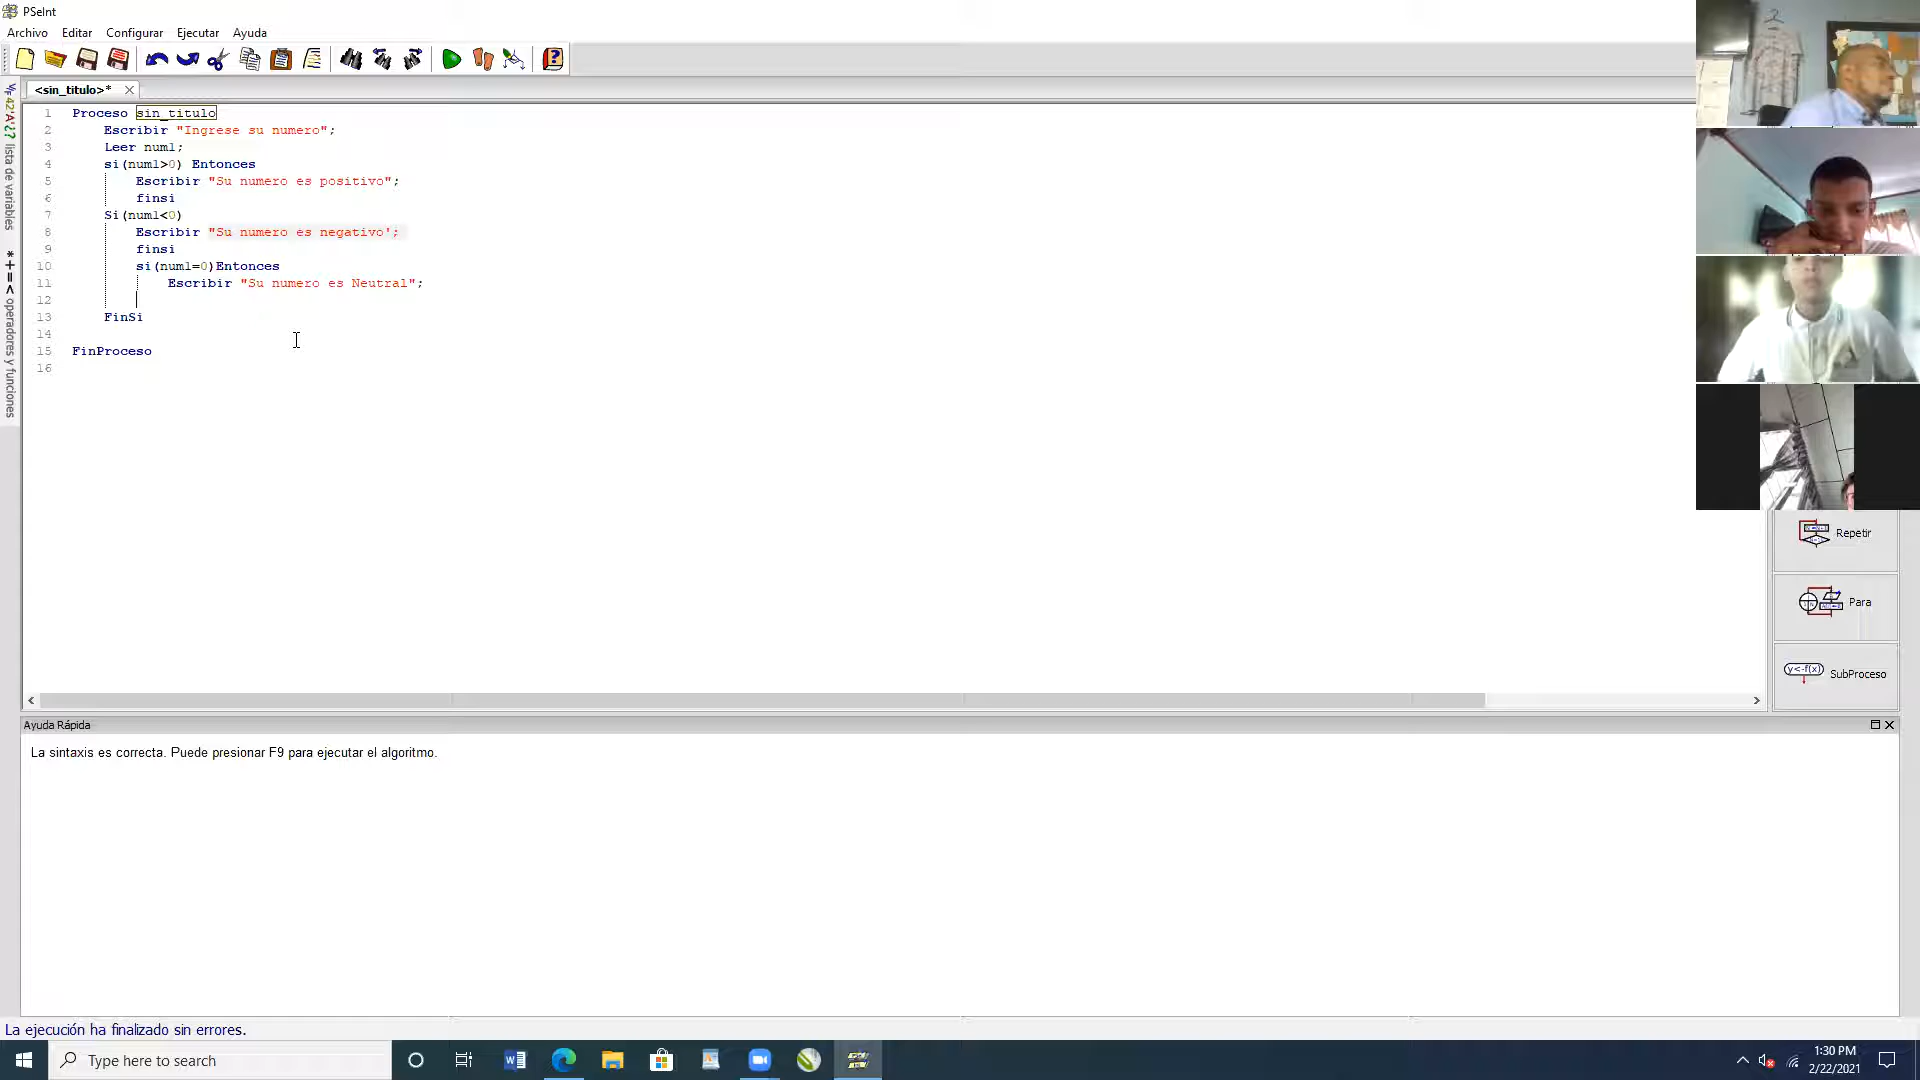 PSeInt
Archivo Editar Configurar Ejecutar Ayuda
<sin_titulo>* 
1 Proceso sin_titulo
2 Escribir "Ingrese su numero";
3 Leer num1;
4 si(num1>0) Entonces
5 Escribir "Su numero es positivo";
6 finsi
7 Si(num1<0)
8 Escribir "Su numero es negativo';
9 finsi
10 si(num1=0)Entonces
11 Escribir "Su numero es Neutral";
12
13 FinSi
14
15 FinProceso
16
lista de variables
*+=< operadores y funciones
Repetir
Para
y<-f(x) SubProceso
Ayuda Rápida
La sintaxis es correcta. Puede presionar F9 para ejecutar el algoritmo.
La ejecución ha finalizado sin errores.
Type here to search
1:30 PM
2/22/2021